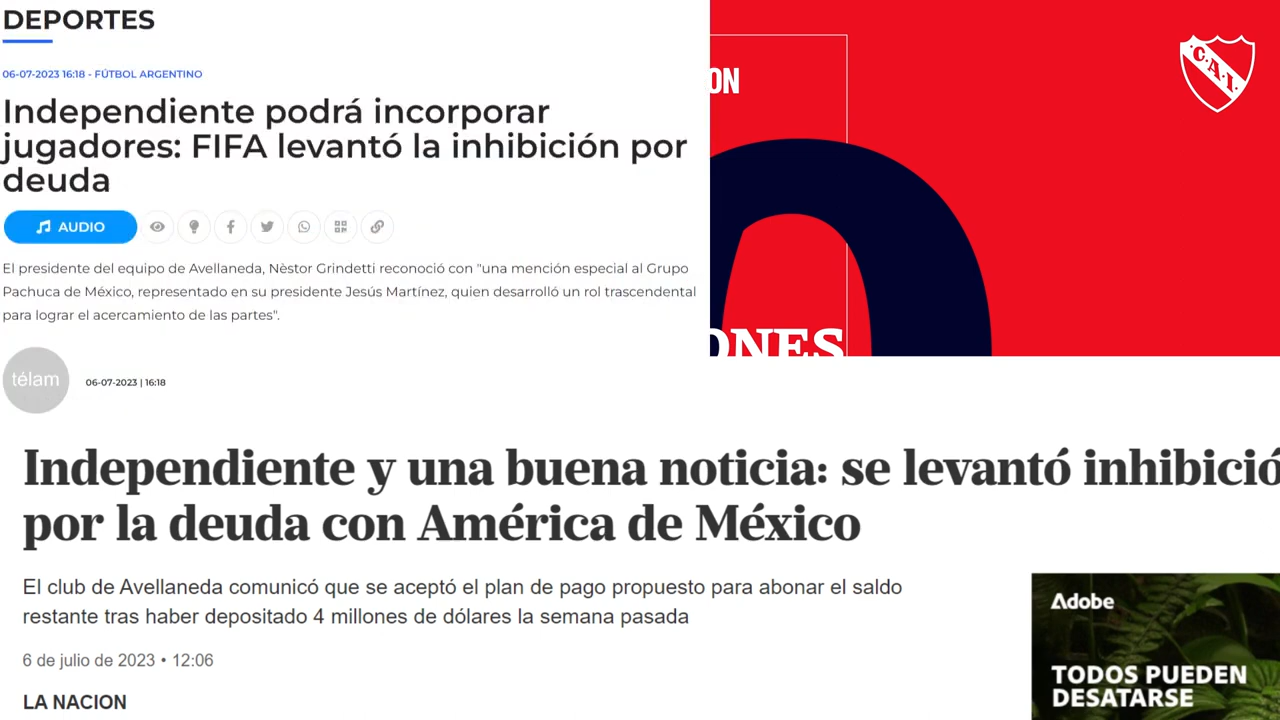 DEPORTES
06-07-2023 16:18 - FÚTBOL ARGENTINO
Independiente podrá incorporar
jugadores: FIFA levantó la inhibición por
deuda
AUDIO
El presidente del equipo de Avellaneda, Nèstor Grindetti reconoció con "una mención especial al Grupo
Pachuca de México, representado en su presidente Jesús Martínez, quien desarrolló un rol trascendental
para lograr el acercamiento de las partes".
télam
06-07-2023 | 16:18
ON
C.A.I.
ONES
Independiente y una buena noticia: se levantó inhibició
por la deuda con América de México
El club de Avellaneda comunicó que se aceptó el plan de pago propuesto para abonar el saldo
restante tras haber depositado 4 millones de dólares la semana pasada
6 de julio de 2023 • 12:06
LA NACION
Adobe
TODOS PUEDEN
DESATARSE